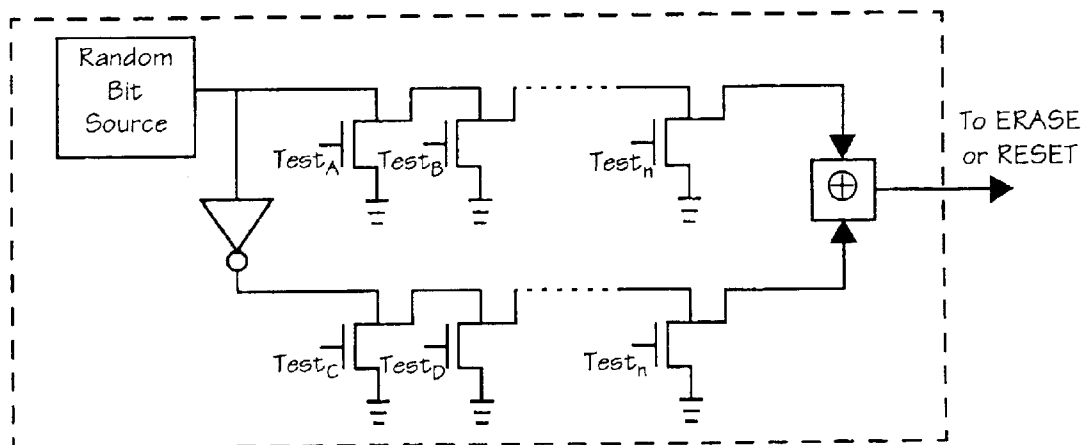 Random
Bit
Source
To ERASE
or RESET
Test_A
Test_B
Test_n
Test_C
Test_D
Test_n